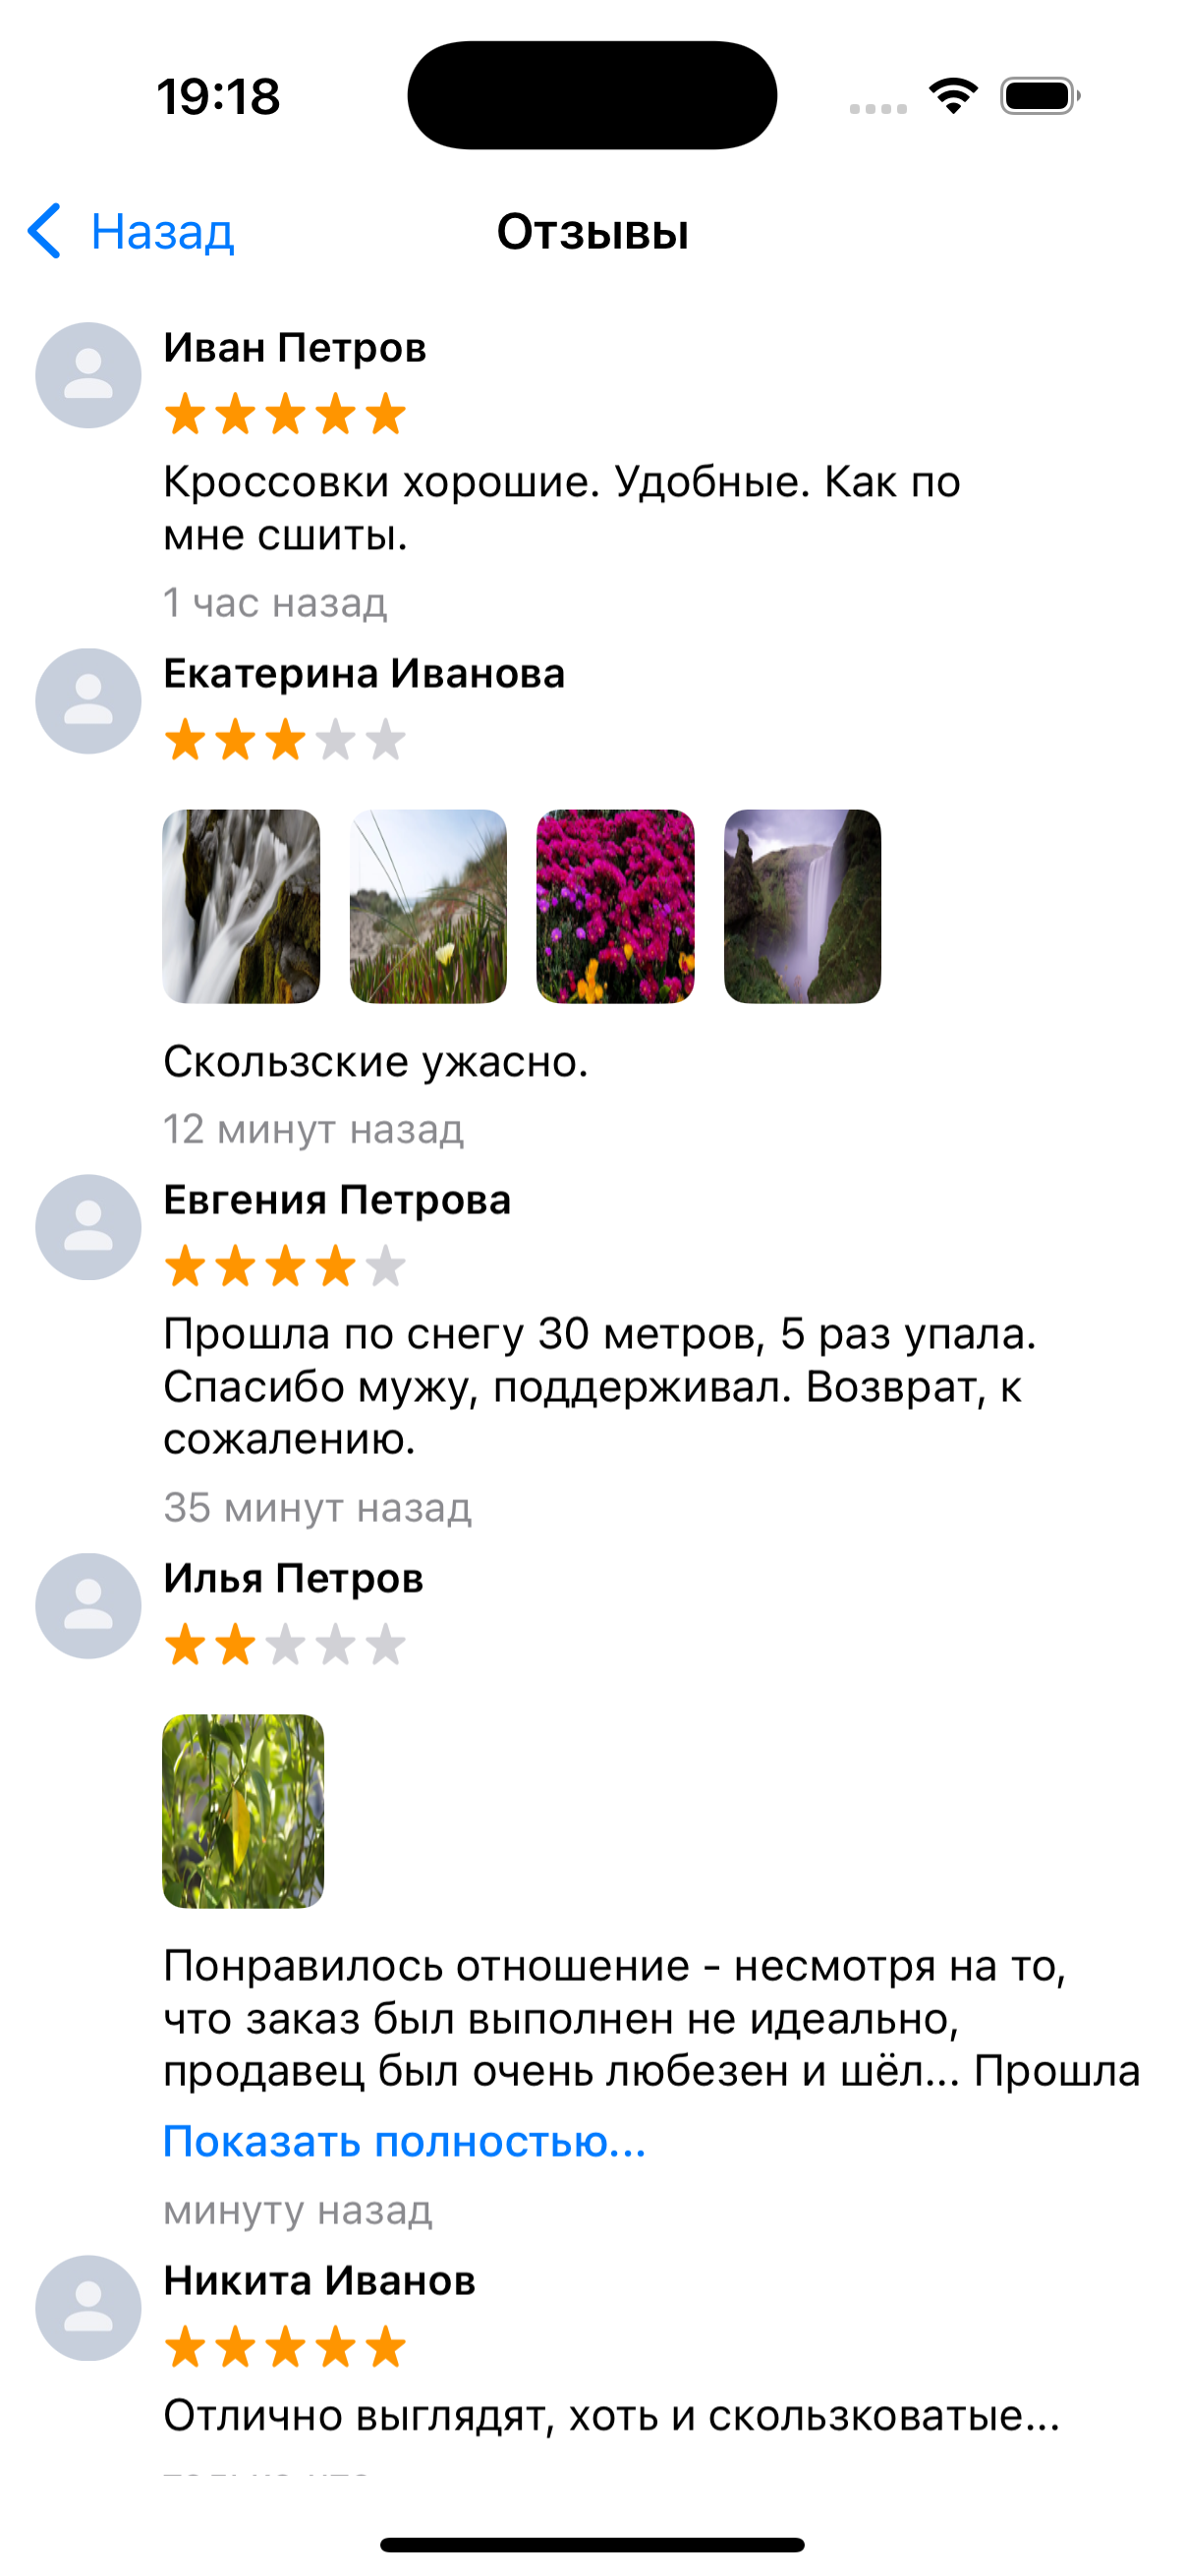 19:18
Назад
Отзывы
Иван Петров
Кроссовки хорошие. Удобные. Как по
мне сшиты.
1 час назад
Екатерина Иванова
Скользские ужасно.
12 минут назад
Евгения Петрова
Прошла по снегу 30 метров, 5 раз упала.
Спасибо мужу, поддерживал. Возврат, к
сожалению.
35 минут назад
Илья Петров
Понравилось отношение - несмотря на то,
что заказ был выполнен не идеально,
продавец был очень любезен и шёл... Прошла
Показать полностью...
минуту назад
Никита Иванов
Отлично выглядят, хоть и скользковатые...